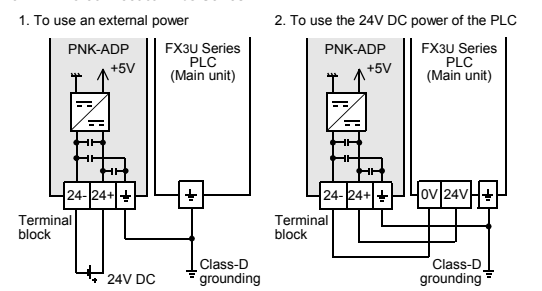 1. To use an external power
PNK-ADP
+5V
FX3U Series
PLC
(Main unit)
24- 24+
Terminal
block
24V DC
Class-D
grounding
2. To use the 24V DC power of the PLC
PNK-ADP
+5V
FX3U Series
PLC
(Main unit)
24- 24+
0V 24V
Terminal
block
Class-D
grounding